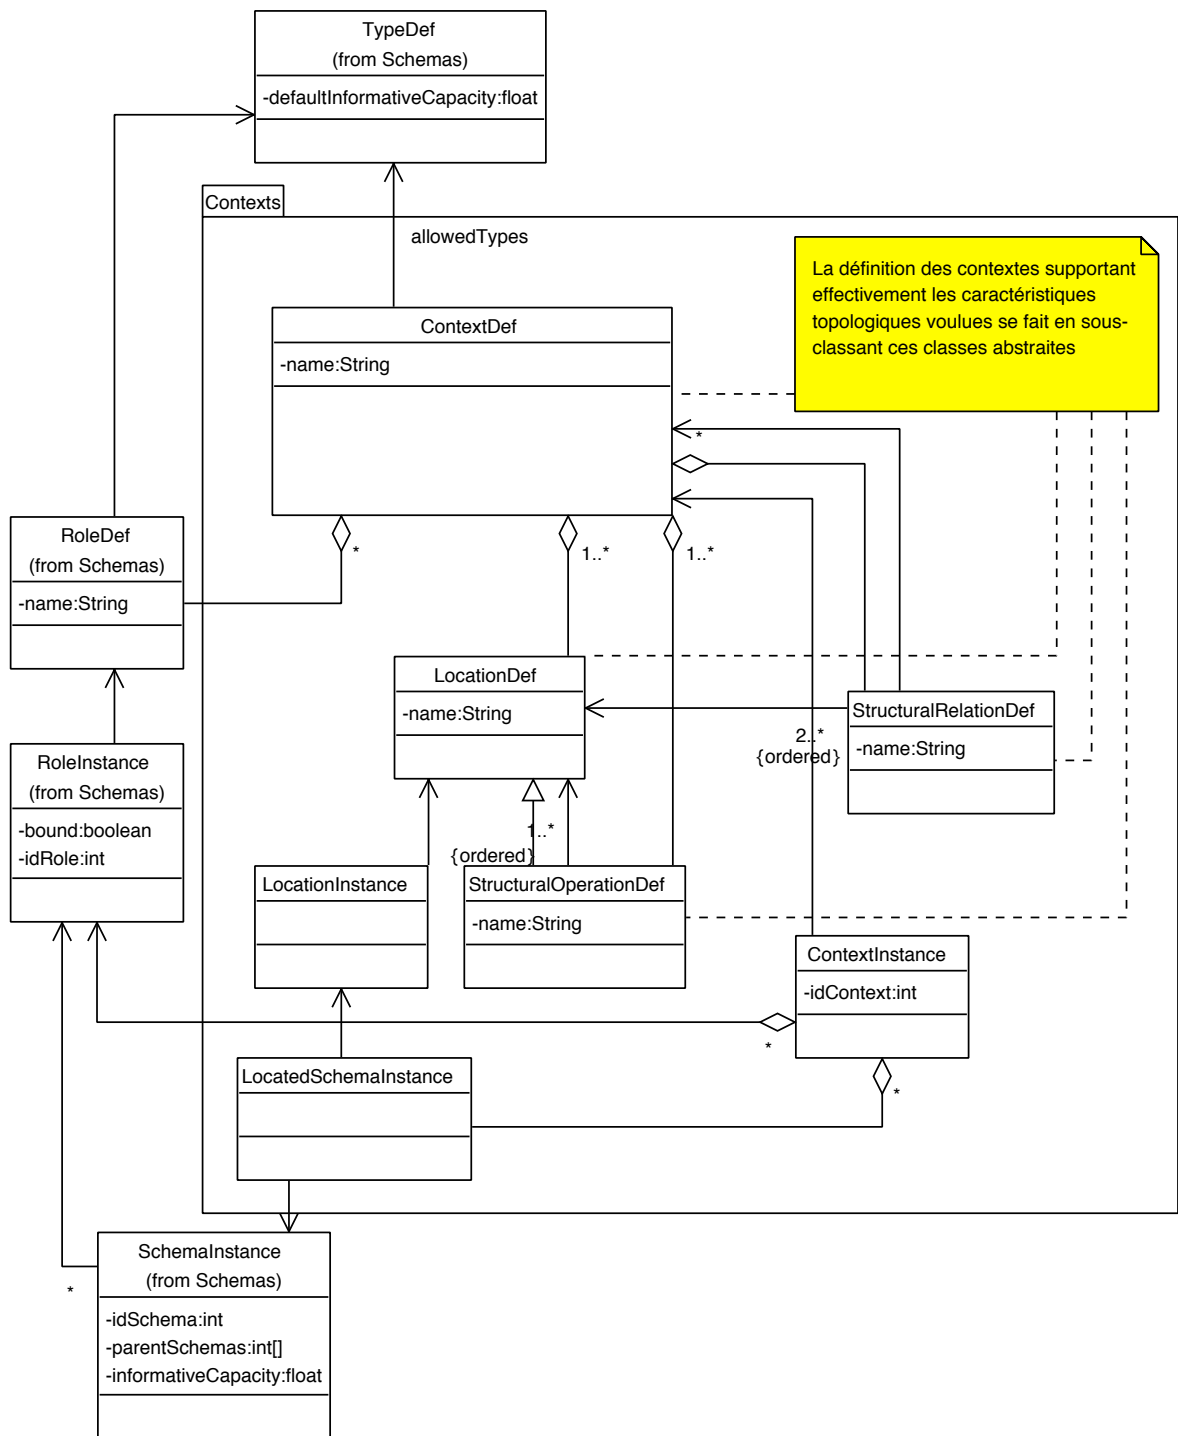 TypeDef
(from Schemas)
-defaultInformativeCapacity:float
Contexts
allowedTypes
La définition des contextes supportant
effectivement les caractéristiques
topologiques voulues se fait en sous-
classant ces classes abstraites
ContextDef
-name:String
*
RoleDef
(from Schemas)
-name:String
*
1..*
1..*
LocationDef
-name:String
StructuralRelationDef
-name:String
2..*
{ordered}
RoleInstance
(from Schemas)
-bound:boolean
-idRole:int
1..*
{ordered}
LocationInstance
StructuralOperationDef
-name:String
ContextInstance
-idContext:int
*
LocatedSchemaInstance
*
SchemaInstance
(from Schemas)
*
-idSchema:int
-parentSchemas:int[]
-informativeCapacity:float